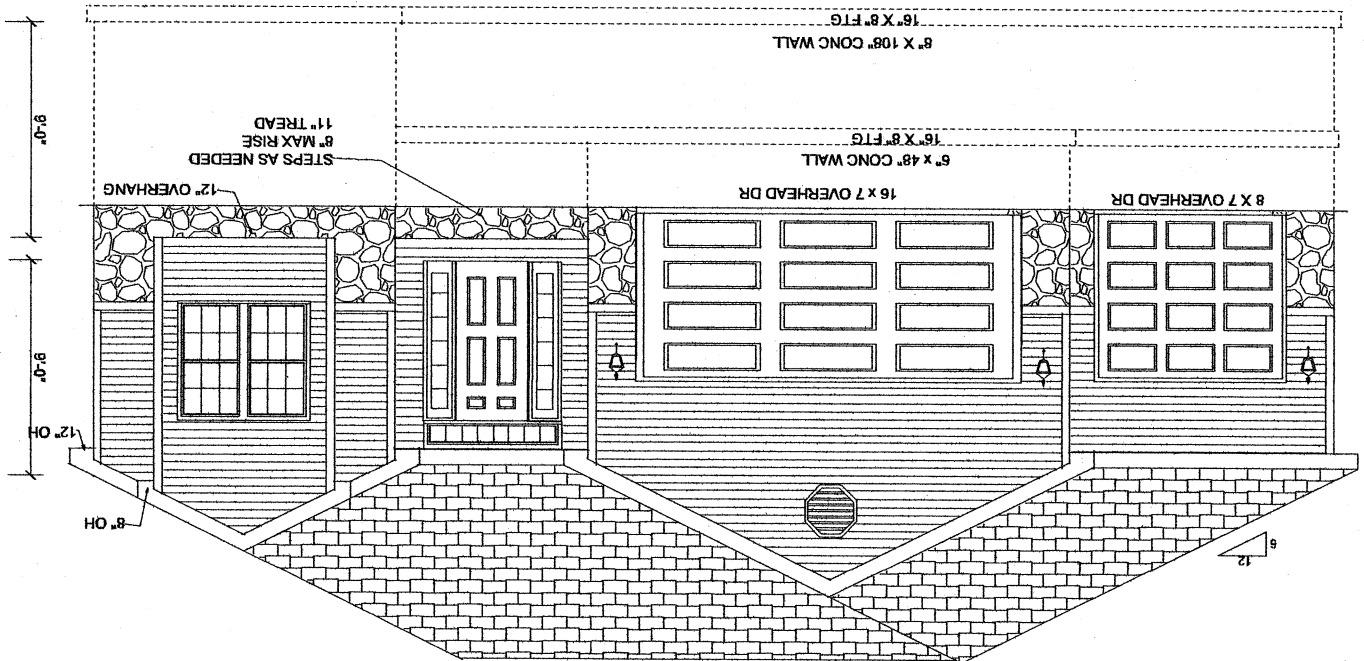 12
6
8" OH
12" OH
9'-0"
8 X 7 OVERHEAD DR
16 x 7 OVERHEAD DR
12" OVERHANG
STEPS AS NEEDED
8" MAX RISE
11" TREAD
6" x 48" CONC WALL
16" X 8" FTG
9'-0"
8" X 108" CONC WALL
16" X 8" FTG